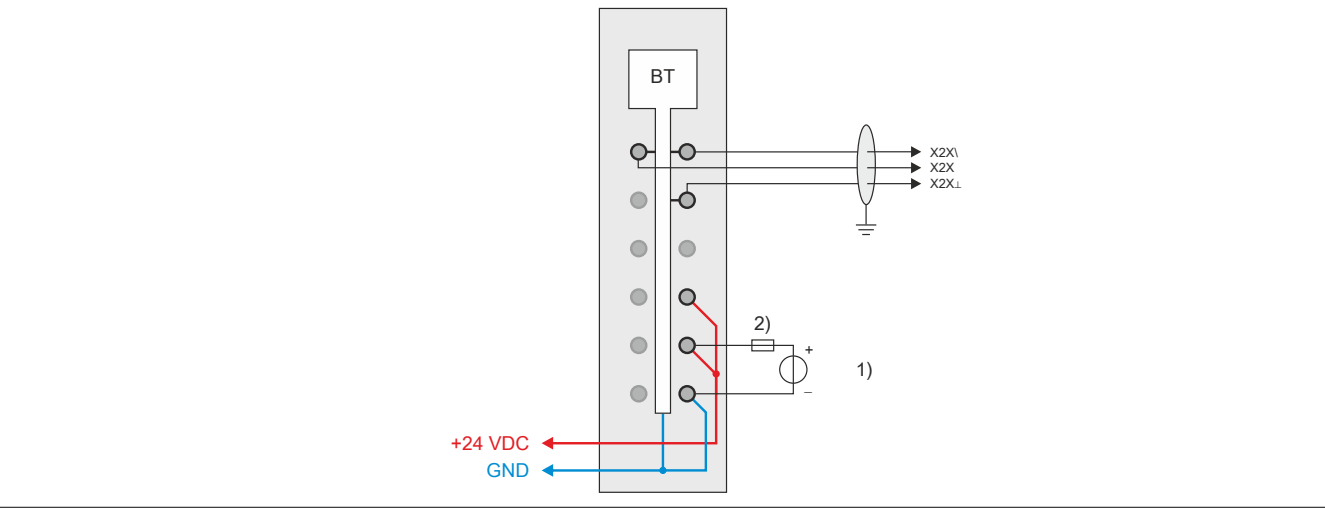 BT
X2X\
X2X
X2X⊥
2)
+
1)
–
+24 VDC
GND